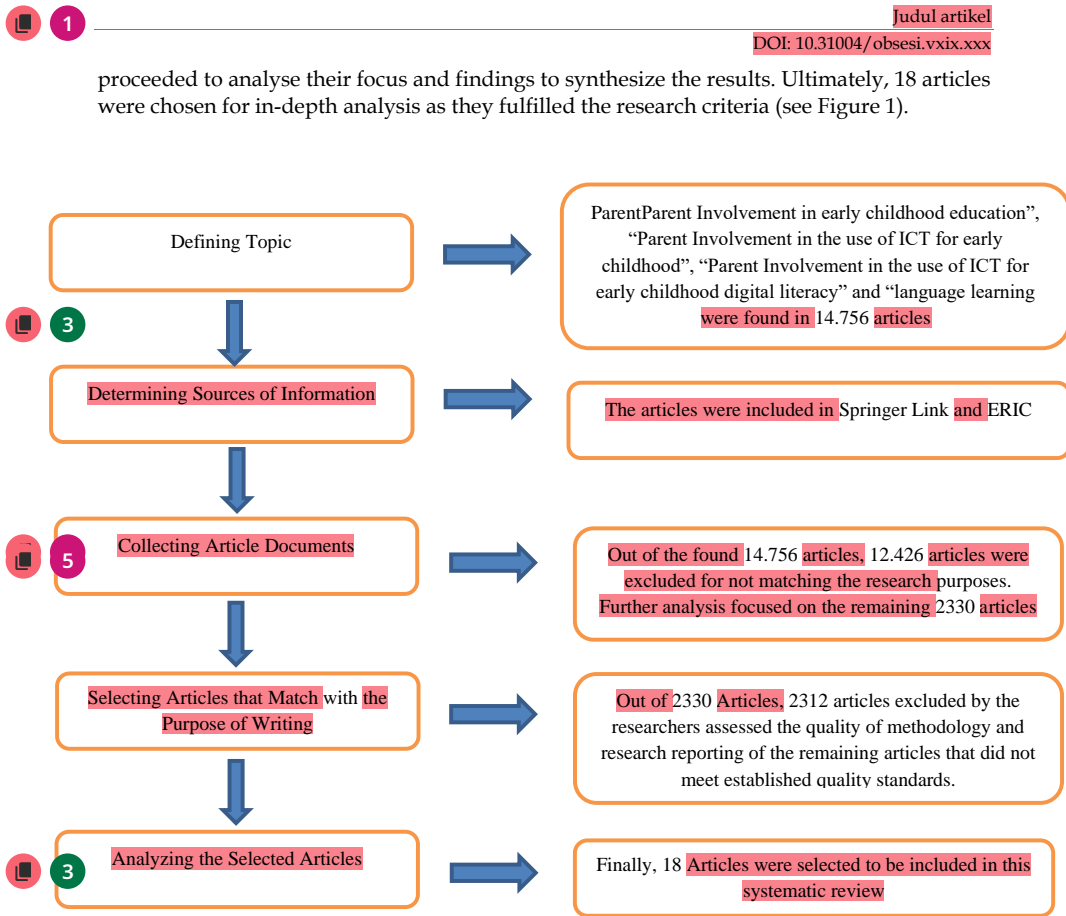 1
Judul artikel
DOI: 10.31004/obsesi.vxix.xxx
proceeded to analyse their focus and findings to synthesize the results. Ultimately, 18 articles
were chosen for in-depth analysis as they fulfilled the research criteria (see Figure 1).
Defining Topic
ParentParent Involvement in early childhood education”,
“Parent Involvement in the use of ICT for early
childhood”, “Parent Involvement in the use of ICT for
early childhood digital literacy” and “language learning
were found in 14.756 articles
3
Determining Sources of Information
The articles were included in Springer Link and ERIC
5
Collecting Article Documents
Out of the found 14.756 articles, 12.426 articles were
excluded for not matching the research purposes.
Further analysis focused on the remaining 2330 articles
Selecting Articles that Match with the
Purpose of Writing
Out of 2330 Articles, 2312 articles excluded by the
researchers assessed the quality of methodology and
research reporting of the remaining articles that did not
meet established quality standards.
3
Analyzing the Selected Articles
Finally, 18 Articles were selected to be included in this
systematic review